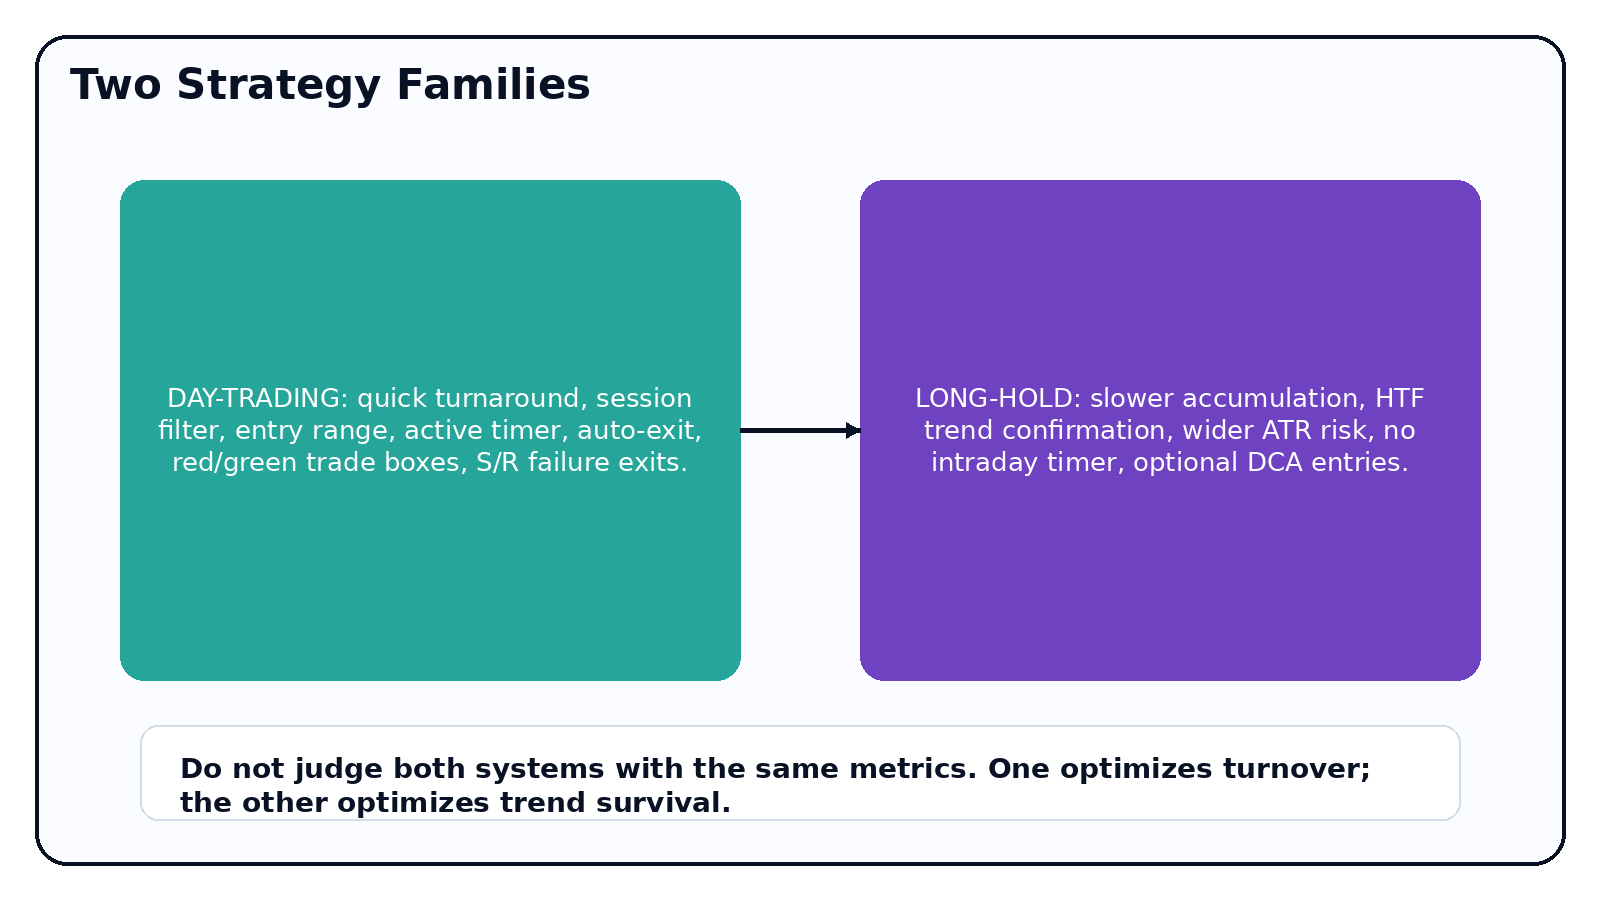 Two Strategy Families
DAY-TRADING: quick turnaround, session
filter, entry range, active timer, auto-exit,
red/green trade boxes, S/R failure exits.
LONG-HOLD: slower accumulation, HTF
trend confirmation, wider ATR risk, no
intraday timer, optional DCA entries.
Do not judge both systems with the same metrics. One optimizes turnover;
the other optimizes trend survival.